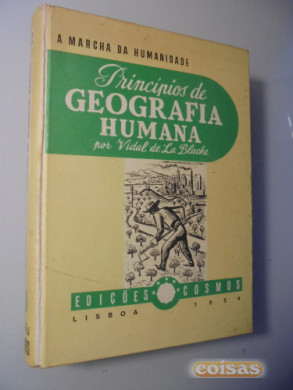 A MARCHA DA HUMANIDADE
Princípios de
GEOGRAFIA
HUMANA
por Vidal de La Blache
EDIÇÕES COSMOS
LISBOA 1954
coisas